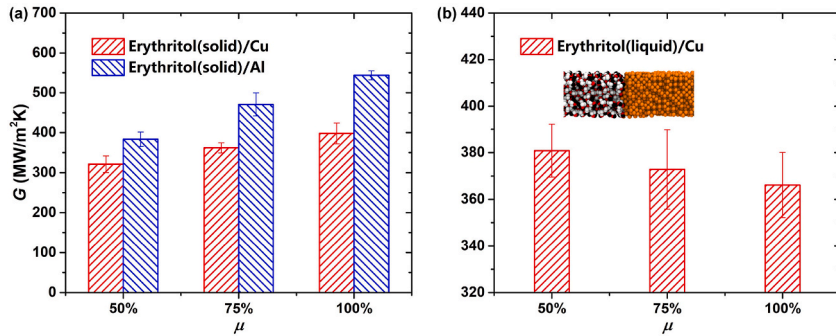 (a)
700
600
500
400
300
200
100
0
G (MW/m²K)
Erythritol(solid)/Cu
Erythritol(solid)/Al
50%
75%
100%
μ
(b)
440
420
400
380
360
340
320
Erythritol(liquid)/Cu
50%
75%
100%
μ